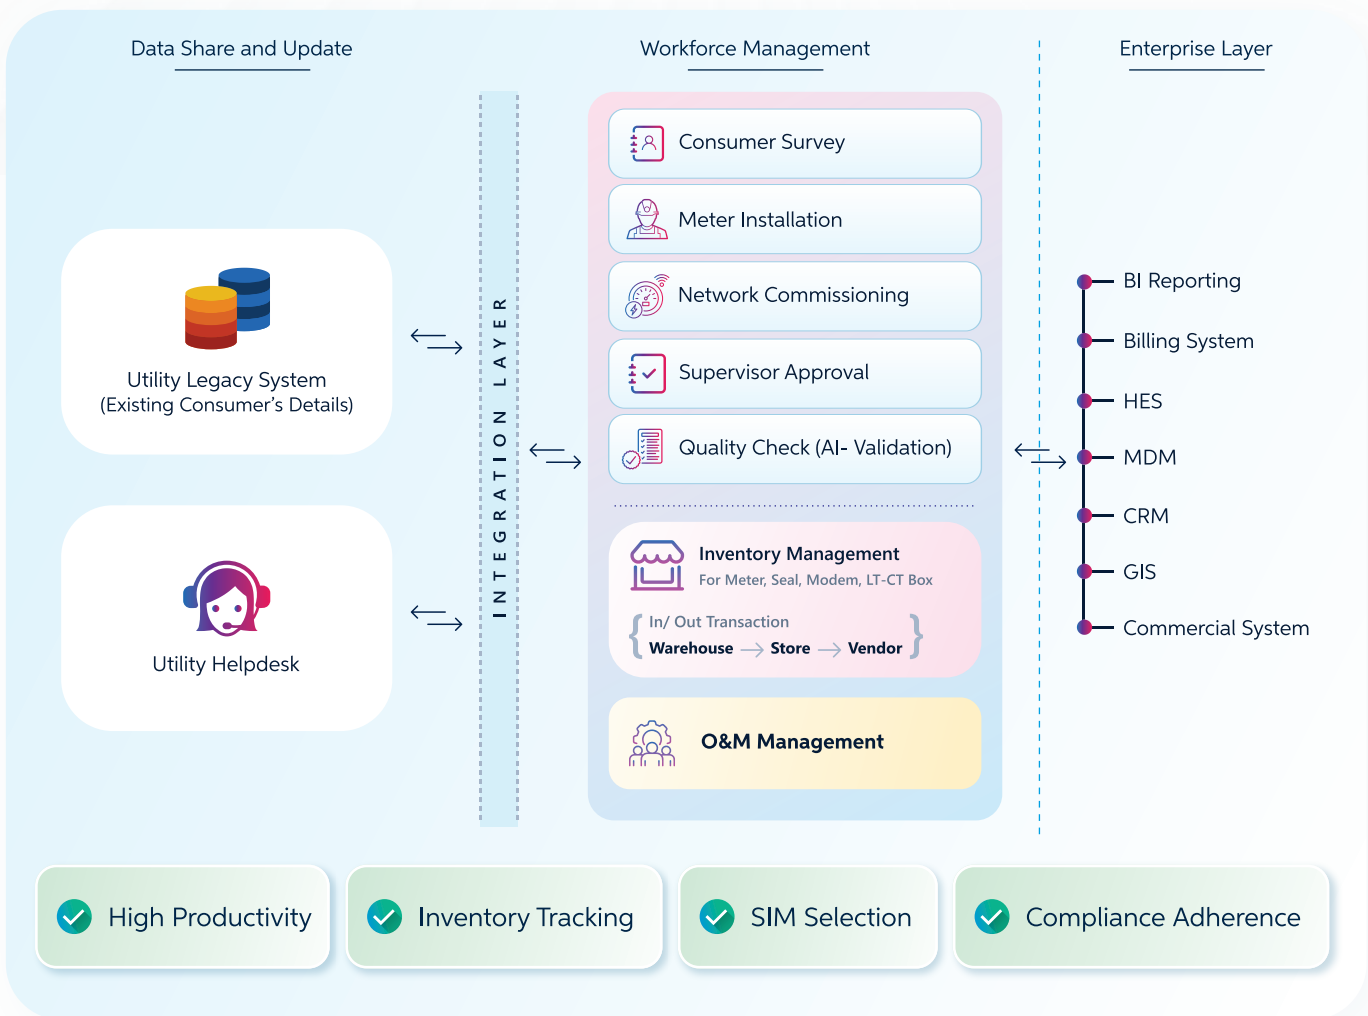 Data Share and Update
Utility Legacy System
(Existing Consumer's Details)
Utility Helpdesk
INTEGRATION LAYER
Workforce Management
Consumer Survey
Meter Installation
Network Commissioning
Supervisor Approval
Quality Check (AI- Validation)
Inventory Management
For Meter, Seal, Modem, LT-CT Box
In/ Out Transaction
Warehouse → Store → Vendor
O&M Management
Enterprise Layer
BI Reporting
Billing System
HES
MDM
CRM
GIS
Commercial System
High Productivity
Inventory Tracking
SIM Selection
Compliance Adherence